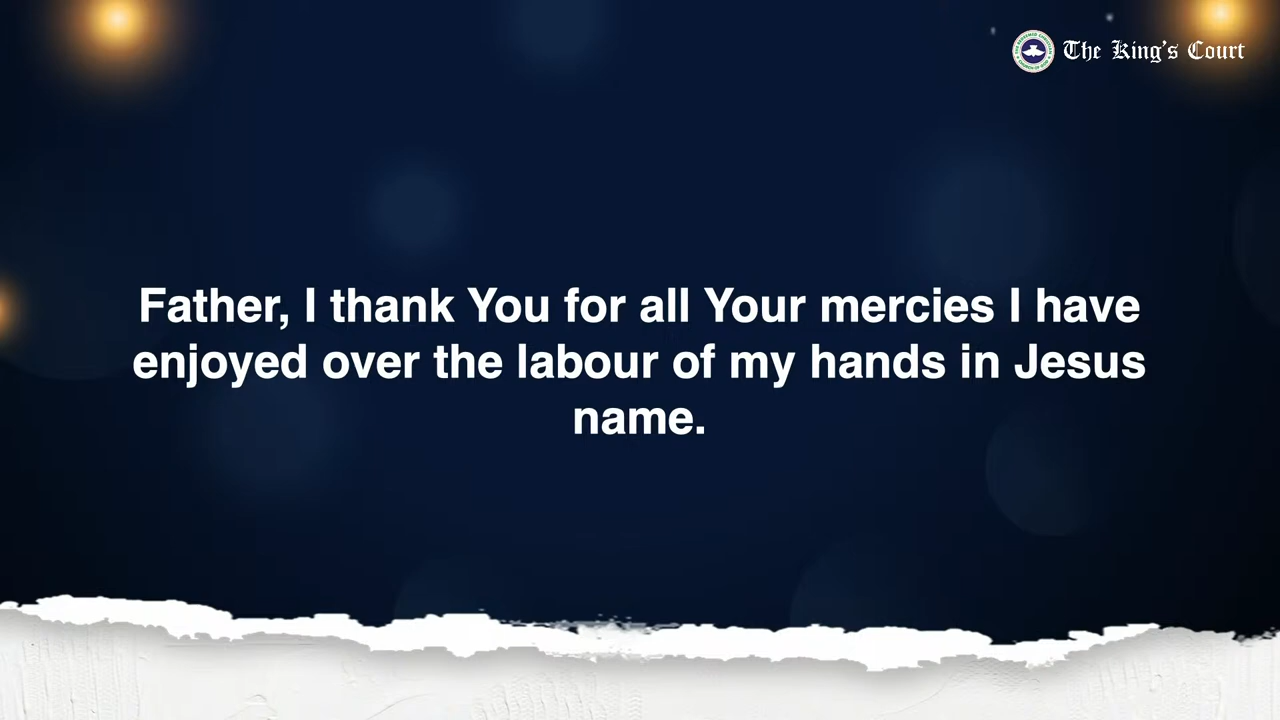 The King's Court
Father, I thank You for all Your mercies I have
enjoyed over the labour of my hands in Jesus
name.